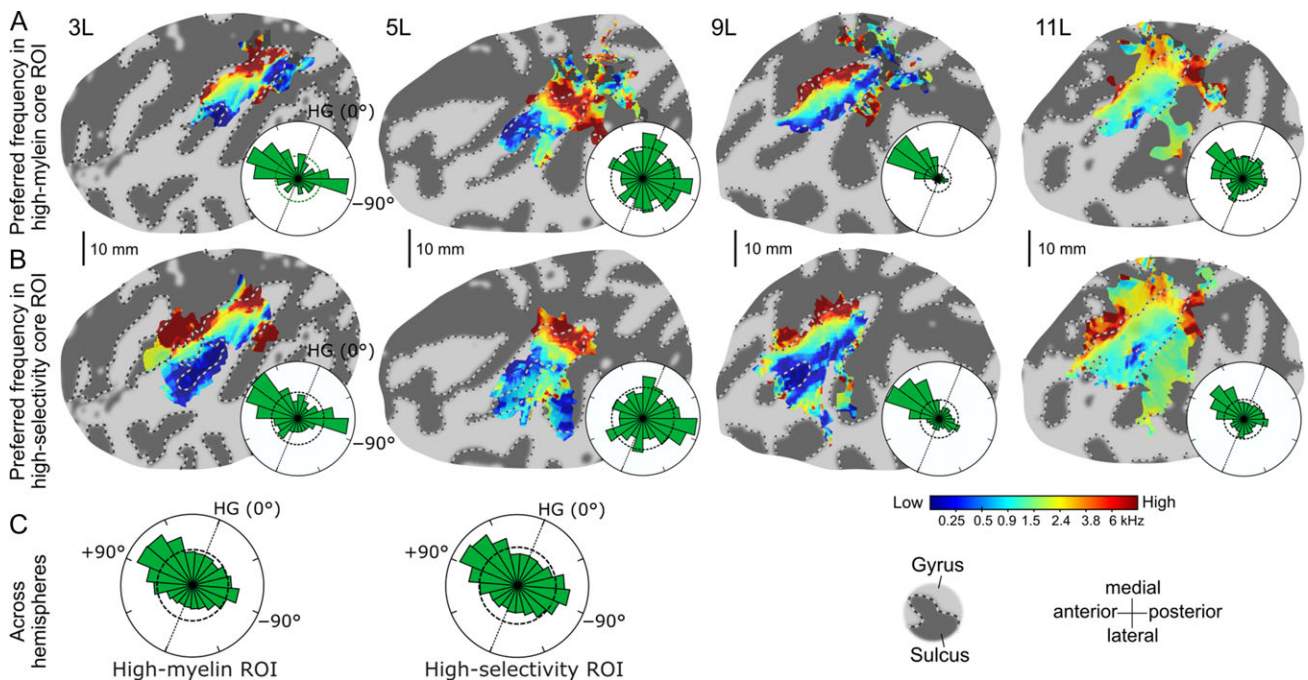 A
Preferred frequency in
high-mylein core ROI
3L
5L
9L
11L
HG (0°)
−90°
10 mm
10 mm
10 mm
10 mm
B
Preferred frequency in
high-selectivity core ROI
HG (0°)
−90°
C
Across
hemispheres
HG (0°)
+90°
−90°
High-myelin ROI
HG (0°)
+90°
−90°
High-selectivity ROI
Low
High
0.25 0.5 0.9 1.5 2.4 3.8 6 kHz
Gyrus
Sulcus
medial
anterior posterior
lateral